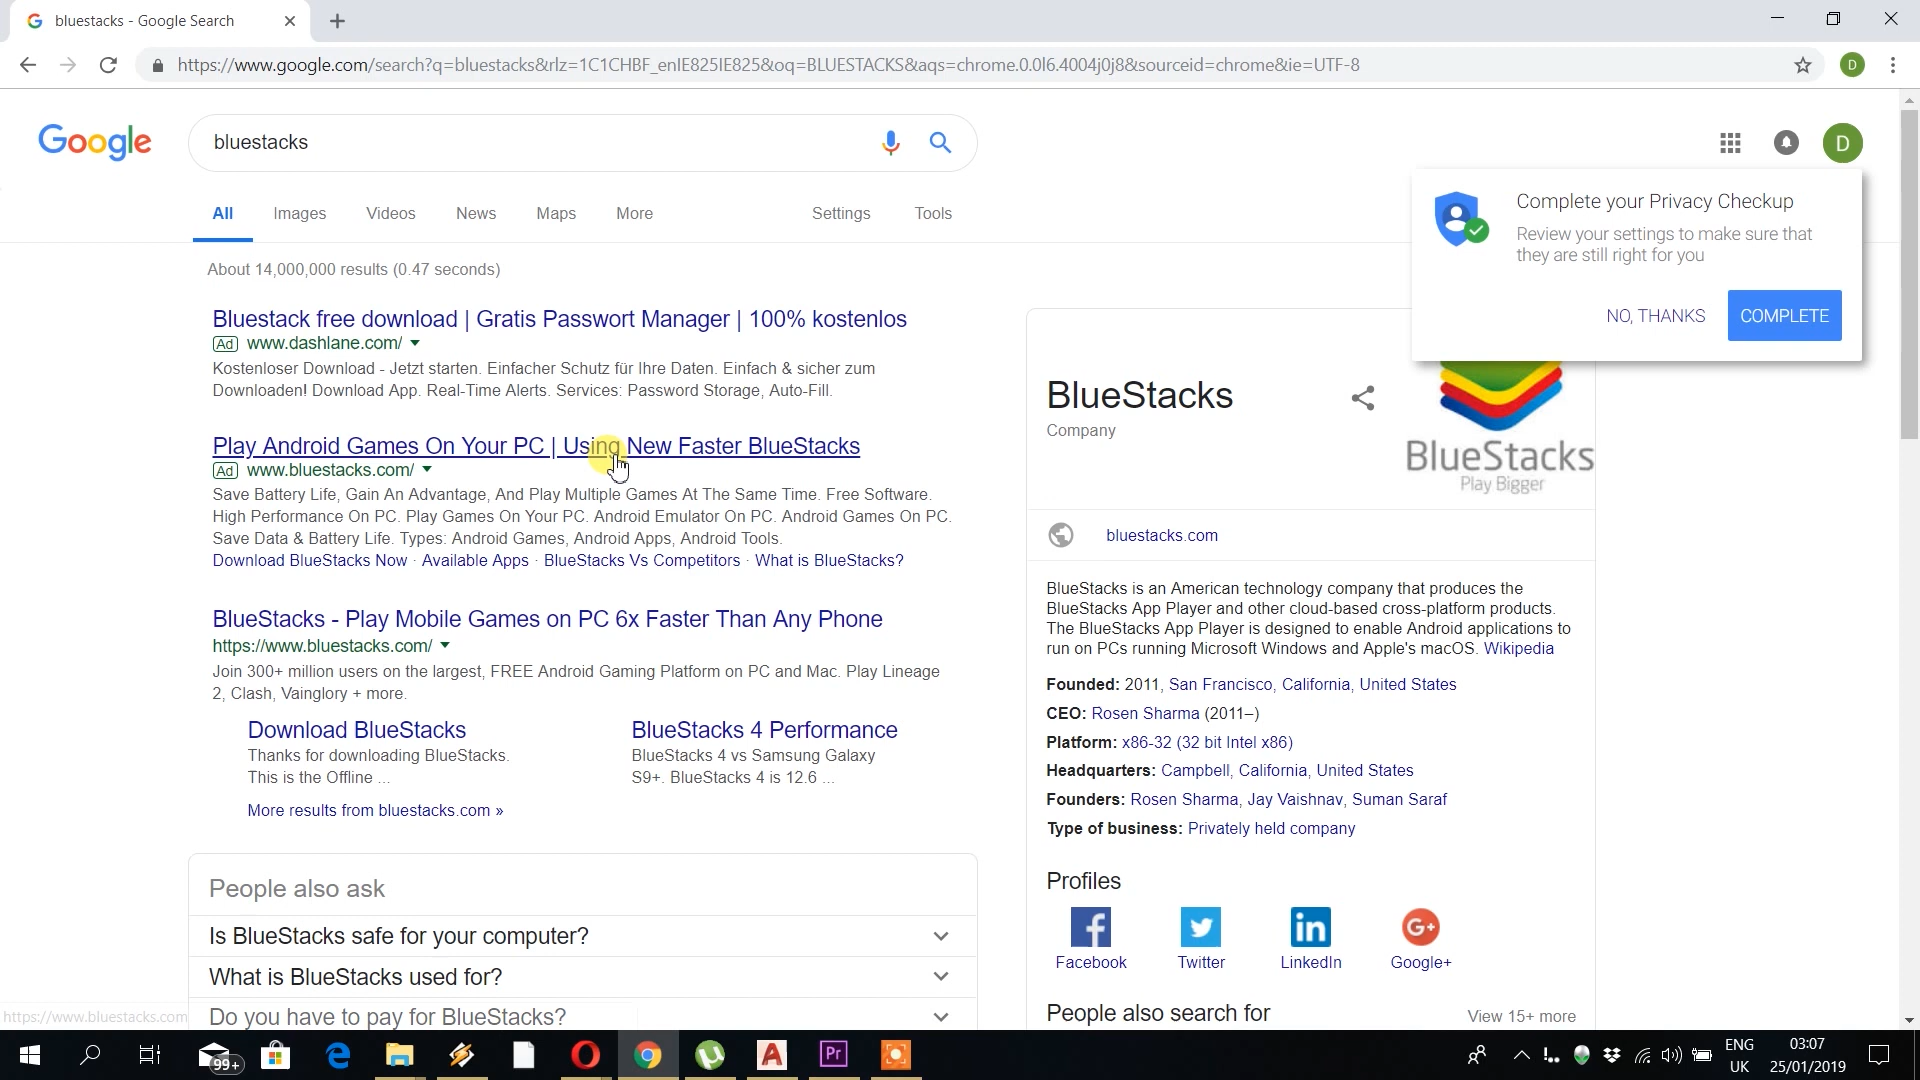 bluestacks - Google Search
https://www.google.com/search?q=bluestacks&rlz=1C1CHBF_enIE825IE825&oq=BLUESTACKS&aqs=chrome.0.0l6.4004j0j8&sourceid=chrome&ie=UTF-8
D
Google
bluestacks
D
All
Images
Videos
News
Maps
More
Settings
Tools
Complete your Privacy Checkup
Review your settings to make sure that
they are still right for you
NO, THANKS
COMPLETE
About 14,000,000 results (0.47 seconds)
Bluestack free download | Gratis Passwort Manager | 100% kostenlos
Ad www.dashlane.com/
Kostenloser Download - Jetzt starten. Einfacher Schutz für Ihre Daten. Einfach & sicher zum
Downloaden! Download App. Real-Time Alerts. Services: Password Storage, Auto-Fill.
Play Android Games On Your PC | Using New Faster BlueStacks
Ad www.bluestacks.com/
Save Battery Life, Gain An Advantage, And Play Multiple Games At The Same Time. Free Software.
High Performance On PC. Play Games On Your PC. Android Emulator On PC. Android Games On PC.
Save Data & Battery Life. Types: Android Games, Android Apps, Android Tools.
Download BlueStacks Now · Available Apps · BlueStacks Vs Competitors · What is BlueStacks?
BlueStacks - Play Mobile Games on PC 6x Faster Than Any Phone
https://www.bluestacks.com/
Join 300+ million users on the largest, FREE Android Gaming Platform on PC and Mac. Play Lineage
2, Clash, Vainglory + more.
Download BlueStacks
Thanks for downloading BlueStacks.
This is the Offline ...
BlueStacks 4 Performance
BlueStacks 4 vs Samsung Galaxy
S9+. BlueStacks 4 is 12.6 ...
More results from bluestacks.com »
People also ask
Is BlueStacks safe for your computer?
What is BlueStacks used for?
Do you have to pay for BlueStacks?
https://www.bluestacks.com
BlueStacks
Company
BlueStacks
Play Bigger
bluestacks.com
BlueStacks is an American technology company that produces the
BlueStacks App Player and other cloud-based cross-platform products.
The BlueStacks App Player is designed to enable Android applications to
run on PCs running Microsoft Windows and Apple's macOS. Wikipedia
Founded: 2011, San Francisco, California, United States
CEO: Rosen Sharma (2011–)
Platform: x86-32 (32 bit Intel x86)
Headquarters: Campbell, California, United States
Founders: Rosen Sharma, Jay Vaishnav, Suman Saraf
Type of business: Privately held company
Profiles
Facebook
Twitter
LinkedIn
Google+
People also search for
View 15+ more
99+
Pr
ENG
UK
03:07
25/01/2019